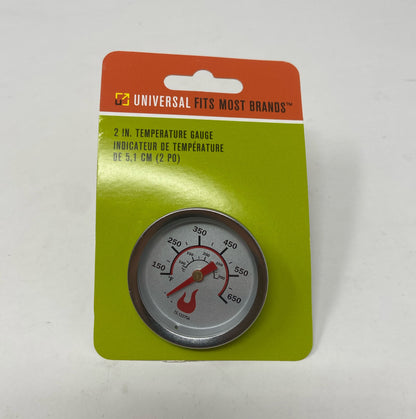 UNIVERSAL FITS MOST BRANDS™
2 IN. TEMPERATURE GAUGE
INDICATEUR DE TEMPÉRATURE
DE 5.1 CM (2 PO)
350
250
450
150
550
°F
650